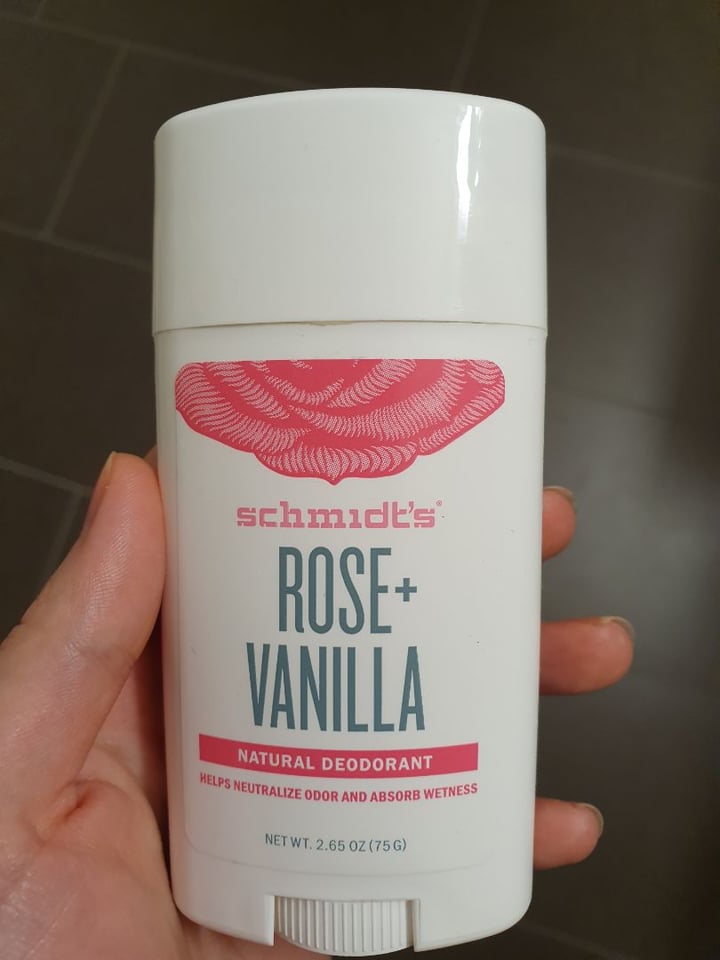 schmidt's®
ROSE+
VANILLA
NATURAL DEODORANT
HELPS NEUTRALIZE ODOR AND ABSORB WETNESS
NET WT. 2.65 OZ (75 G)